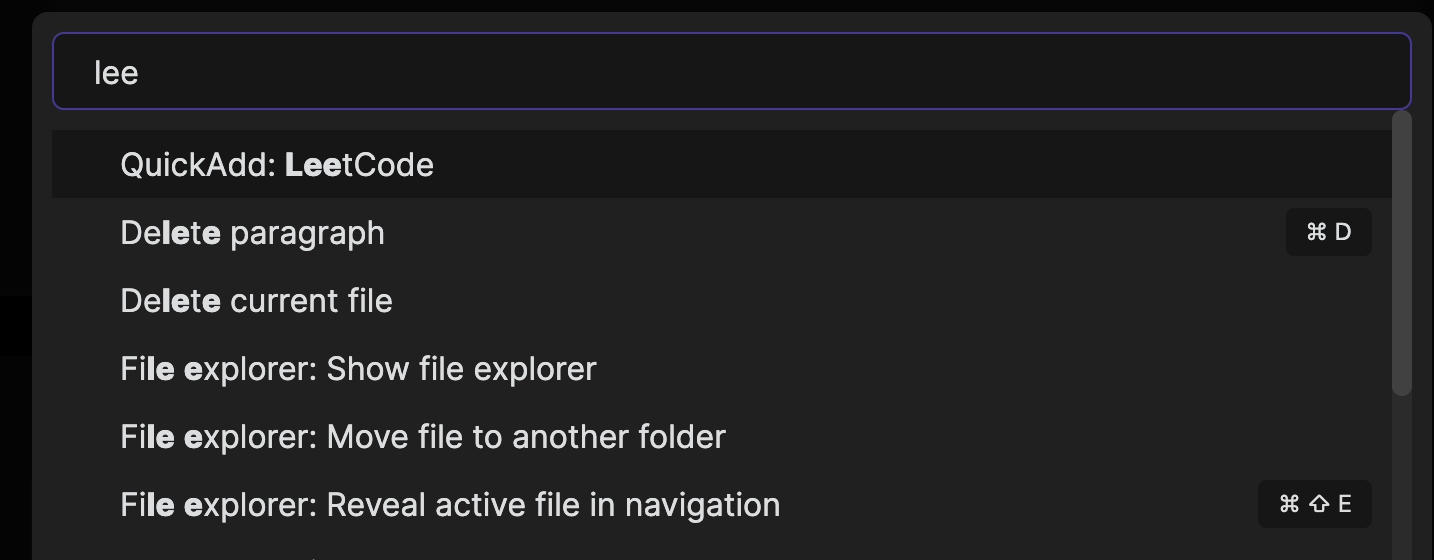 lee
QuickAdd: LeetCode
Delete paragraph ⌘ D
Delete current file
File explorer: Show file explorer
File explorer: Move file to another folder
File explorer: Reveal active file in navigation ⌘ ⇧ E